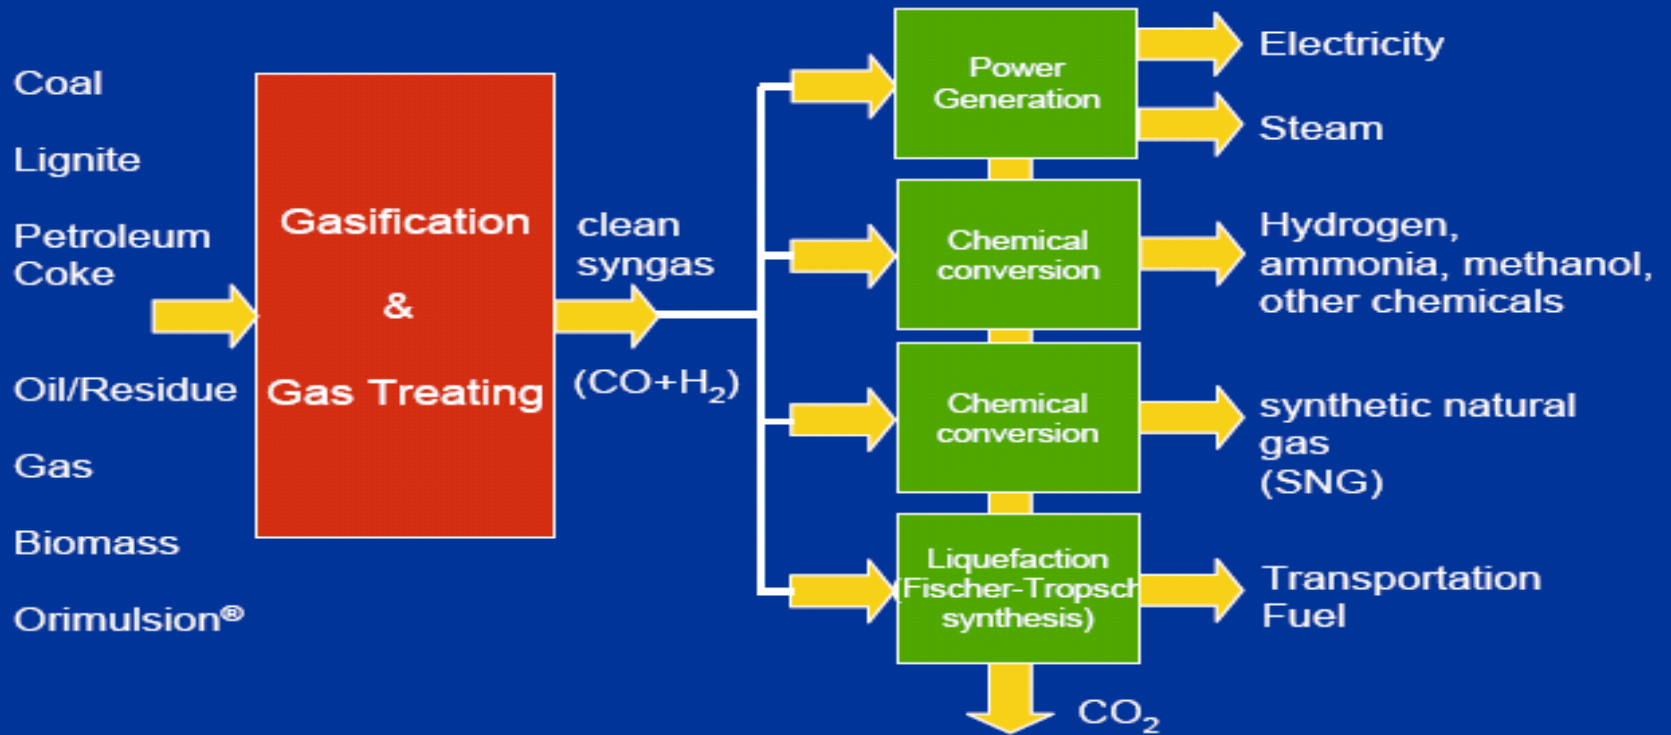 Coal
Lignite
Petroleum
Coke
Oil/Residue
Gas
Biomass
Orimulsion®
Gasification
&
Gas Treating
clean
syngas
(CO+H₂)
Power
Generation
Electricity
Steam
Chemical
conversion
Hydrogen,
ammonia, methanol,
other chemicals
Chemical
conversion
synthetic natural
gas
(SNG)
Liquefaction
(Fischer-Tropsch
synthesis)
Transportation
Fuel
CO₂